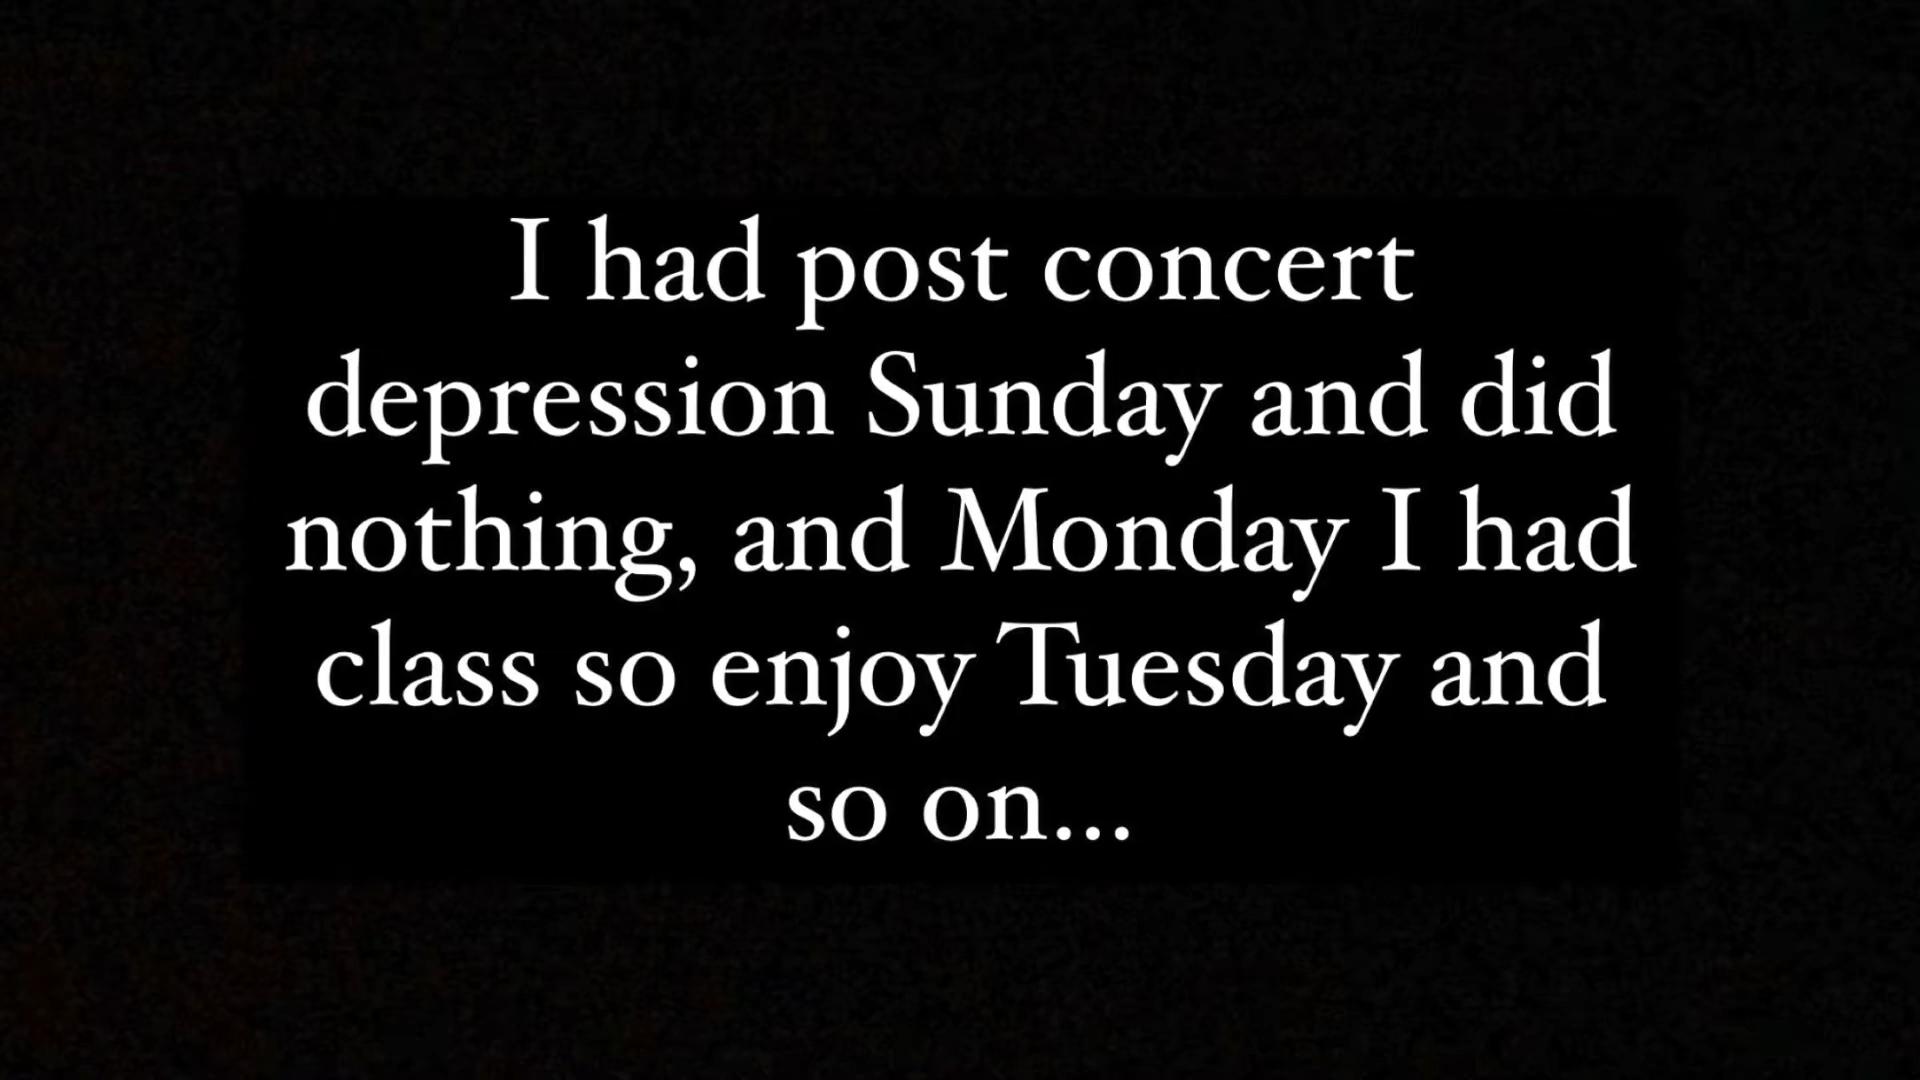 I had post concert
depression Sunday and did
nothing, and Monday I had
class so enjoy Tuesday and
so on...